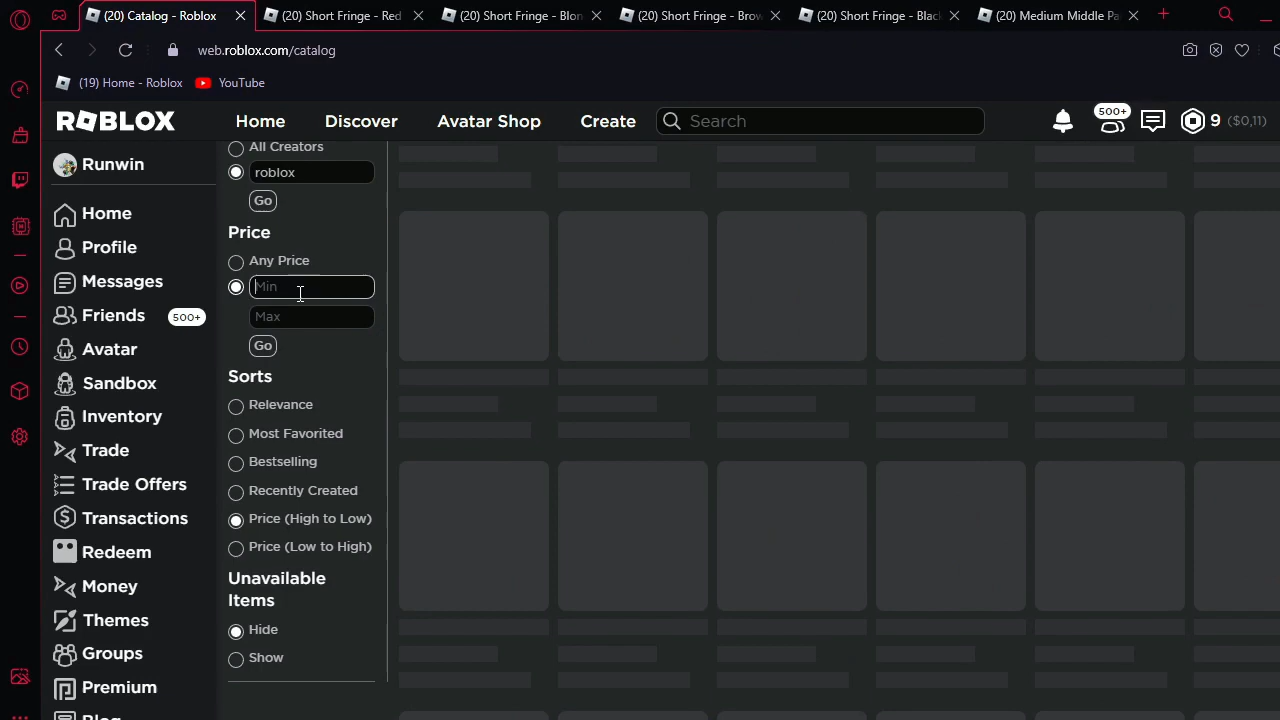 (20) Catalog - Roblox
(20) Short Fringe - Red
(20) Short Fringe - Blon
(20) Short Fringe - Brow
(20) Short Fringe - Black
(20) Medium Middle Pa
web.roblox.com/catalog
(19) Home - Roblox
YouTube
ROBLOX
Home
Discover
Avatar Shop
Create
Search
500+
9
($0,11)
Runwin
Home
Profile
Messages
Friends
500+
Avatar
Sandbox
Inventory
Trade
Trade Offers
Transactions
Redeem
Money
Themes
Groups
Premium
Blog
All Creators
roblox
Go
Price
Any Price
Min
Max
Go
Sorts
Relevance
Most Favorited
Bestselling
Recently Created
Price (High to Low)
Price (Low to High)
Unavailable
Items
Hide
Show